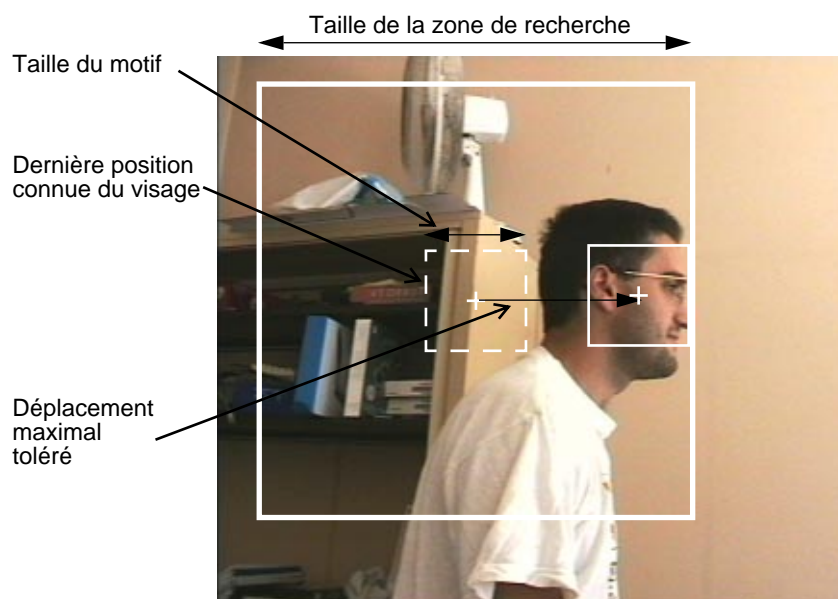 Taille de la zone de recherche
Taille du motif
Dernière position
connue du visage
Déplacement
maximal
toléré